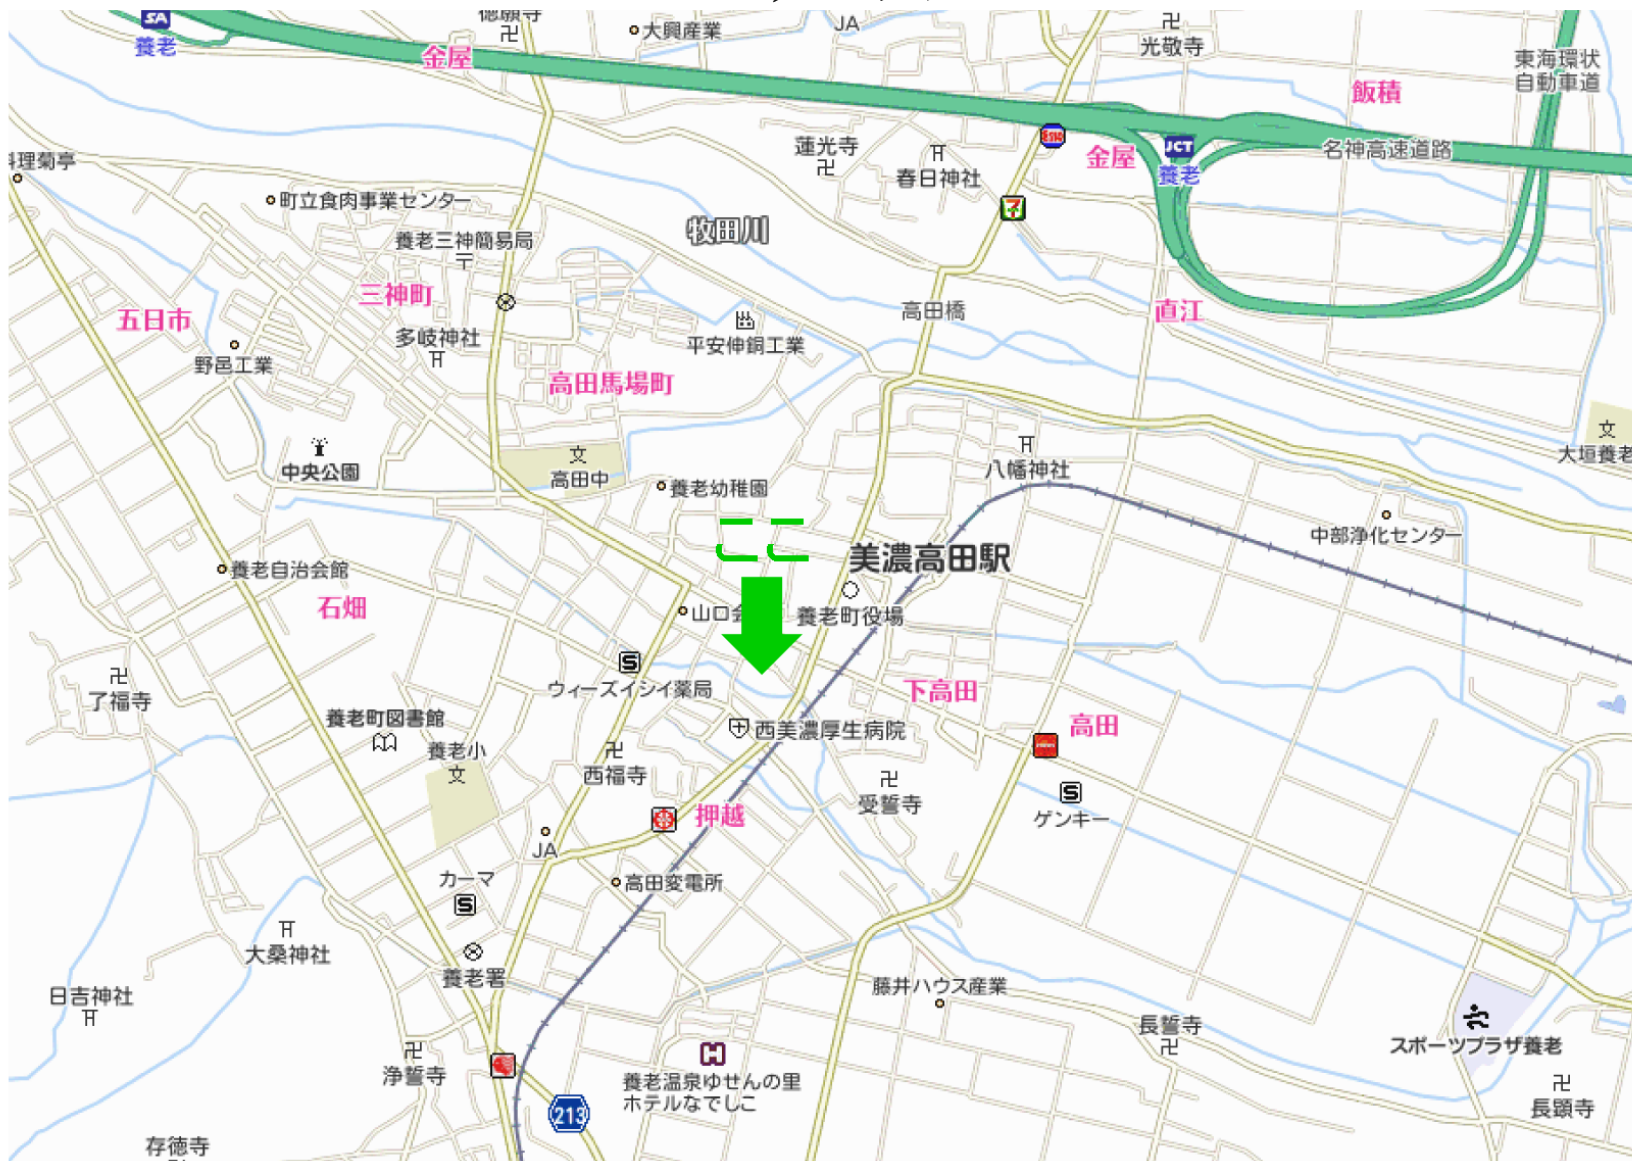 SA
養老
金屋
徳願寺
大興産業
JA
光敬寺
東海環状
自動車道
飯積
Esso
JCT
養老
金屋
名神高速道路
蓮光寺
春日神社
料理菊亭
町立食肉事業センター
7
牧田川
養老三神簡易局
三神町
五日市
高田橋
直江
多岐神社
平安伸銅工業
野邑工業
高田馬場町
文
大垣養老
中央公園
文
高田中
八幡神社
養老幼稚園
ここ
中部浄化センター
美濃高田駅
養老自治会館
石畑
山口会
養老町役場
S
ウィーズイシイ薬局
下高田
了福寺
養老町図書館
高田
西美濃厚生病院
養老小
文
西福寺
受誓寺
S
ゲンキー
押越
JA
カーマ
S
高田変電所
大桑神社
養老署
日吉神社
藤井ハウス産業
長誓寺
スポーツプラザ養老
浄誓寺
H
養老温泉ゆせんの里
ホテルなでしこ
213
長顕寺
存徳寺